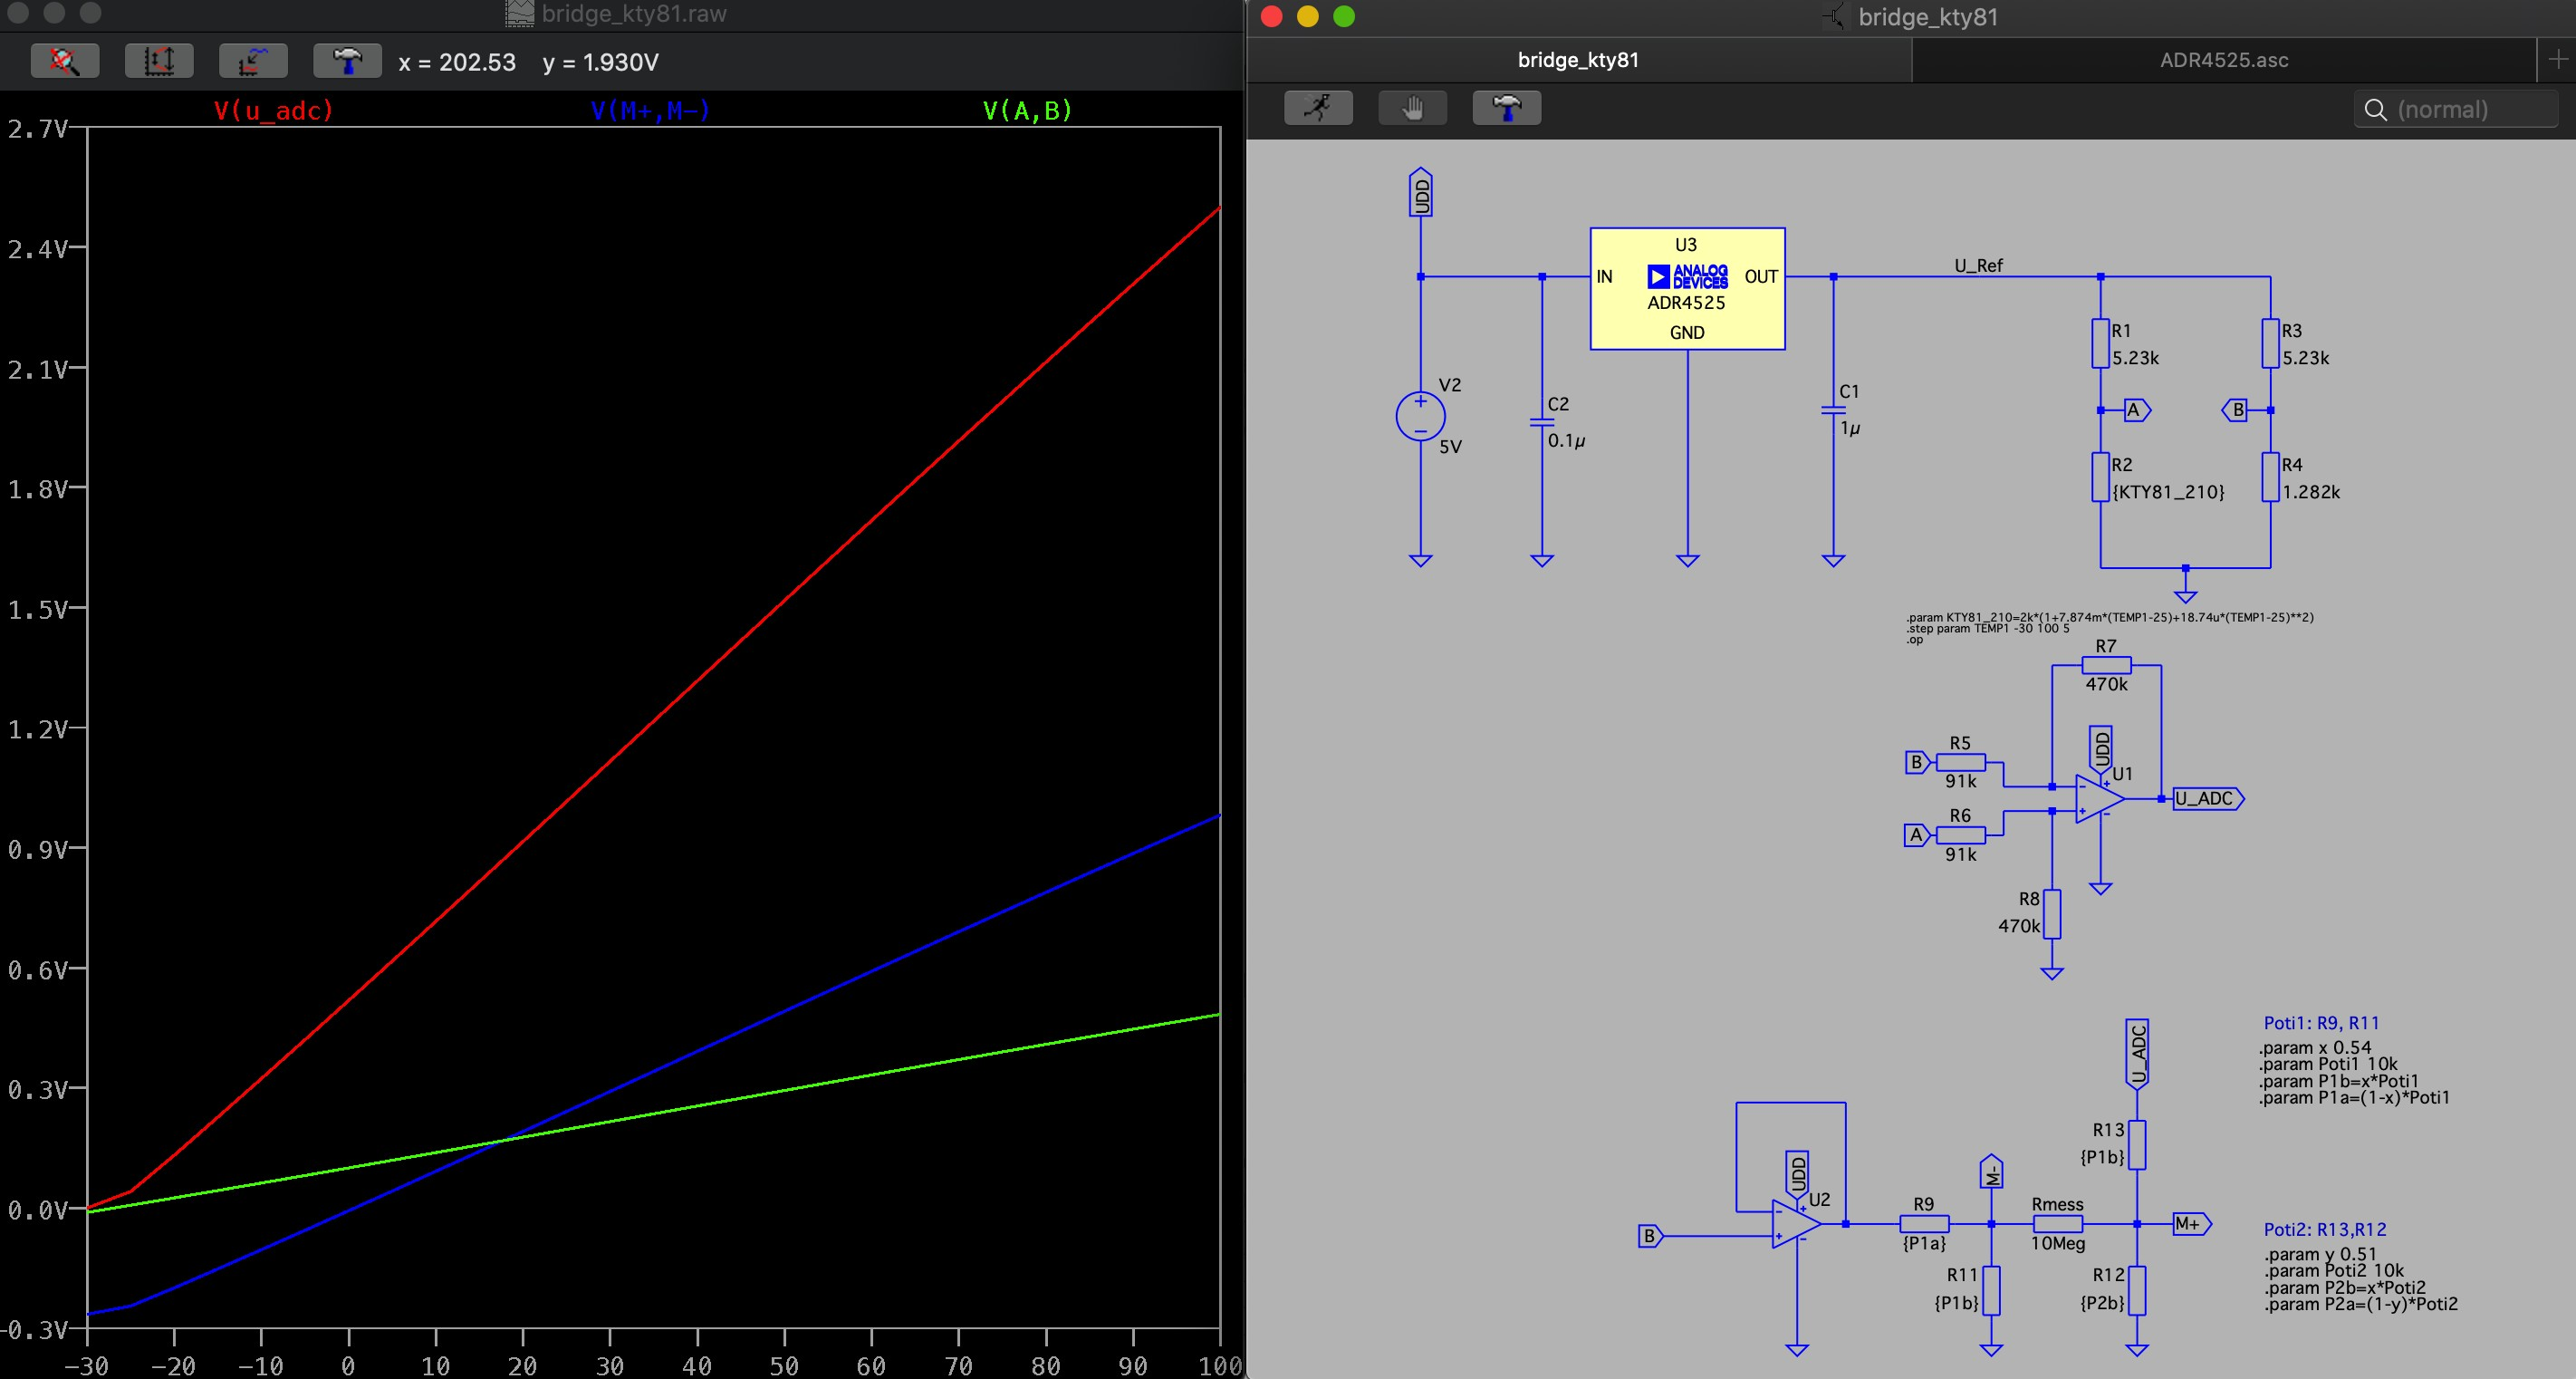 bridge_kty81.raw
x = 202.53 y = 1.930V
V(u_adc) V(M+,M−) V(A,B)
2.7V
2.4V
2.1V
1.8V
1.5V
1.2V
0.9V
0.6V
0.3V
0.0V
−0.3V
−30 −20 −10 0 10 20 30 40 50 60 70 80 90 100
bridge_kty81
bridge_kty81 ADR4525.asc
(normal)
UDD
U3
IN ANALOG DEVICES OUT
ADR4525
GND
U_Ref
V2
5V
C2
0.1µ
C1
1µ
R1
5.23k
R3
5.23k
A
B
R2
{KTY81_210}
R4
1.282k
.param KTY81_210=2k*(1+7.874m*(TEMP1-25)+18.74u*(TEMP1-25)**2)
.step param TEMP1 -30 100 5
.op
R7
470k
UDD
R5
B
91k
U1
U_ADC
R6
A
91k
R8
470k
Poti1: R9, R11
.param x 0.54
.param Poti1 10k
.param P1b=x*Poti1
.param P1a=(1-x)*Poti1
U_ADC
R13
{P1b}
UDD
U2
B
R9
{P1a}
M-
Rmess
10Meg
M+
R11
{P1b}
R12
{P2b}
Poti2: R13,R12
.param y 0.51
.param Poti2 10k
.param P2b=x*Poti2
.param P2a=(1-y)*Poti2